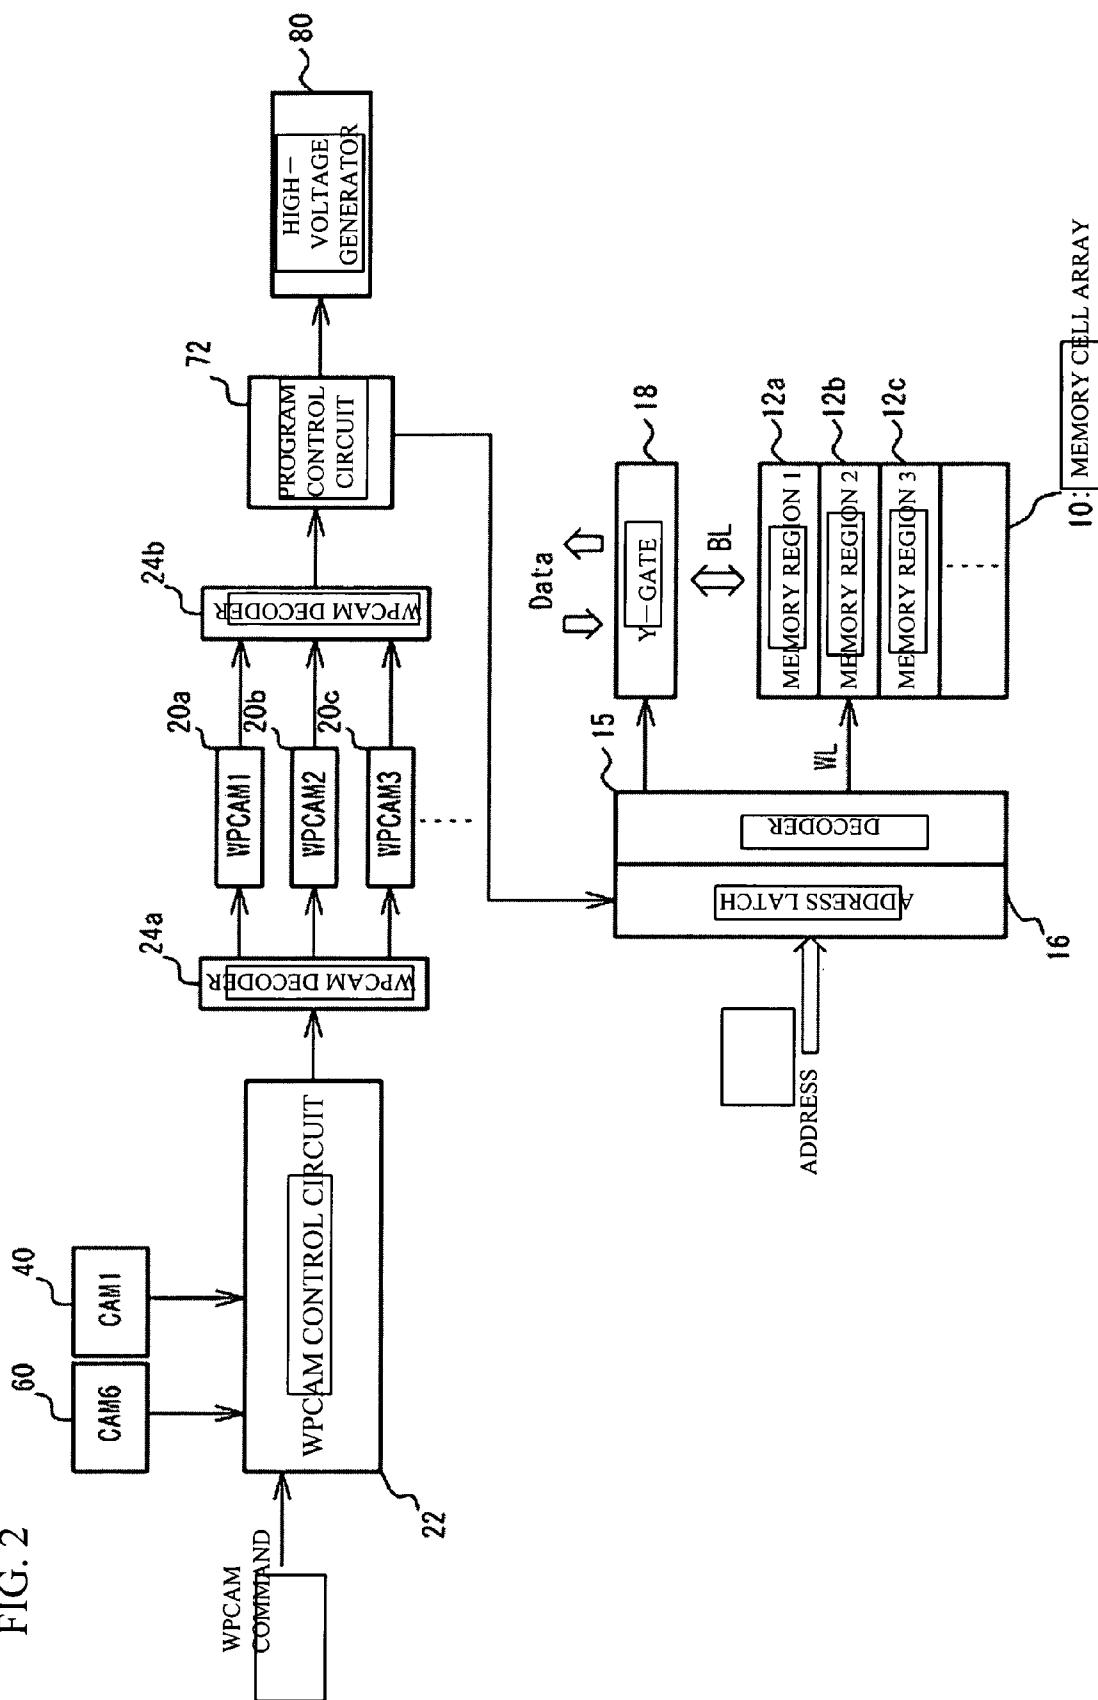 FIG. 2
60
CAM6
40
CAM1
WPCAM
COMMAND
WPCAM CONTROL CIRCUIT
22
24a
WPCAM DECODER
20a
WPCAM1
20b
WPCAM2
20c
WPCAM3
24b
WPCAM DECODER
72
PROGRAM
CONTROL
CIRCUIT
80
HIGH-
VOLTAGE
GENERATOR
ADDRESS
ADDRESS LATCH
16
15
DECODER
WL
Data
Y-GATE
18
BL
MEMORY REGION 1
12a
MEMORY REGION 2
12b
MEMORY REGION 3
12c
10: MEMORY CELL ARRAY